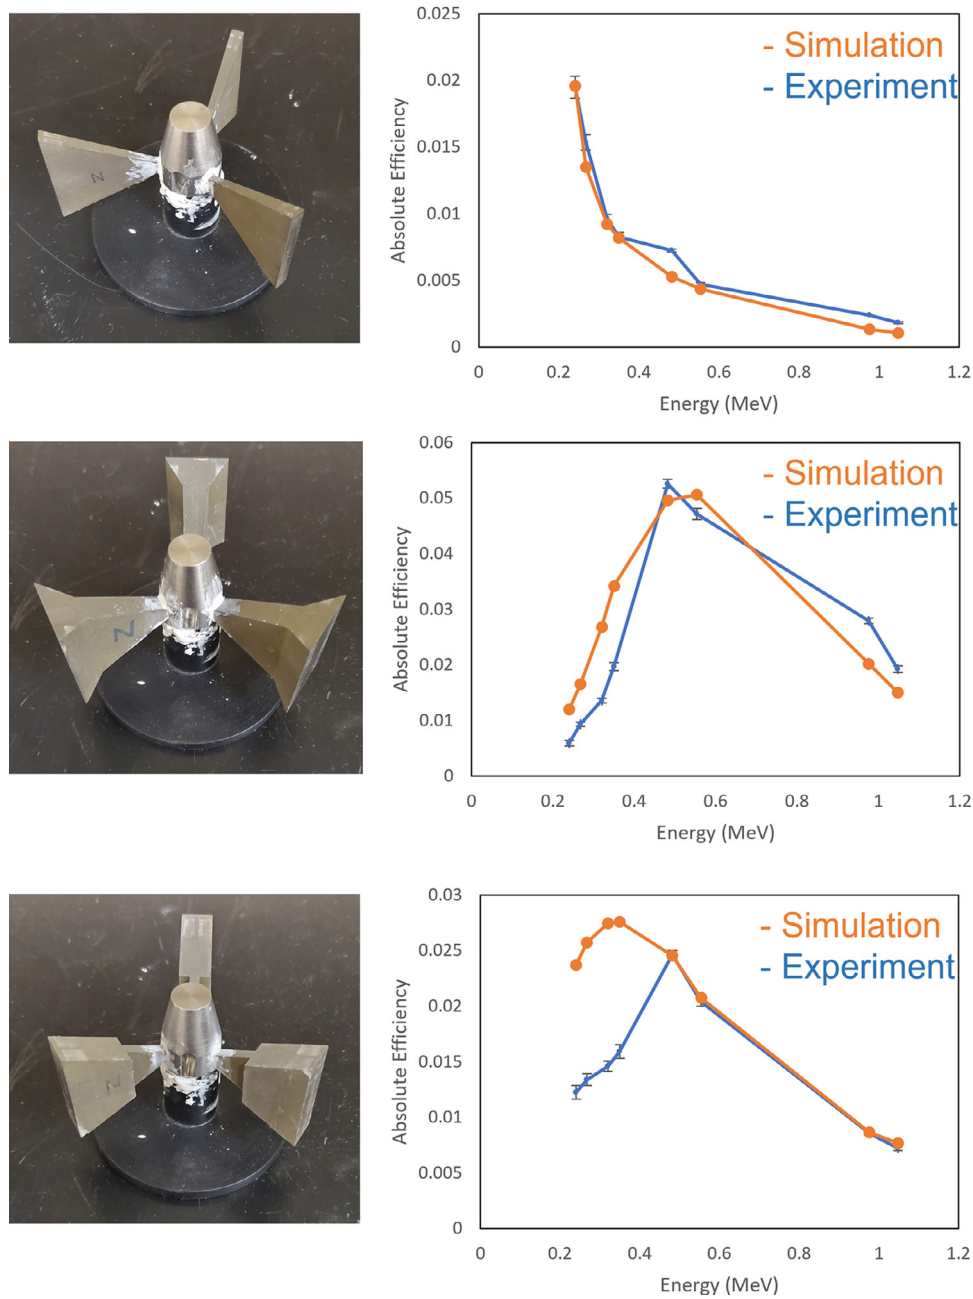 0.025
- Simulation
0.02
- Experiment
0.015
Absolute Efficiency
0.01
0.005
0
0 0.2 0.4 0.6 0.8 1 1.2
Energy (MeV)
N
0.06
- Simulation
0.05
- Experiment
0.04
Absolute Efficiency
0.03
0.02
0.01
0
0 0.2 0.4 0.6 0.8 1 1.2
Energy (MeV)
N
0.03
- Simulation
0.025
- Experiment
0.02
Absolute Efficiency
0.015
0.01
0.005
0
0 0.2 0.4 0.6 0.8 1 1.2
Energy (MeV)
N